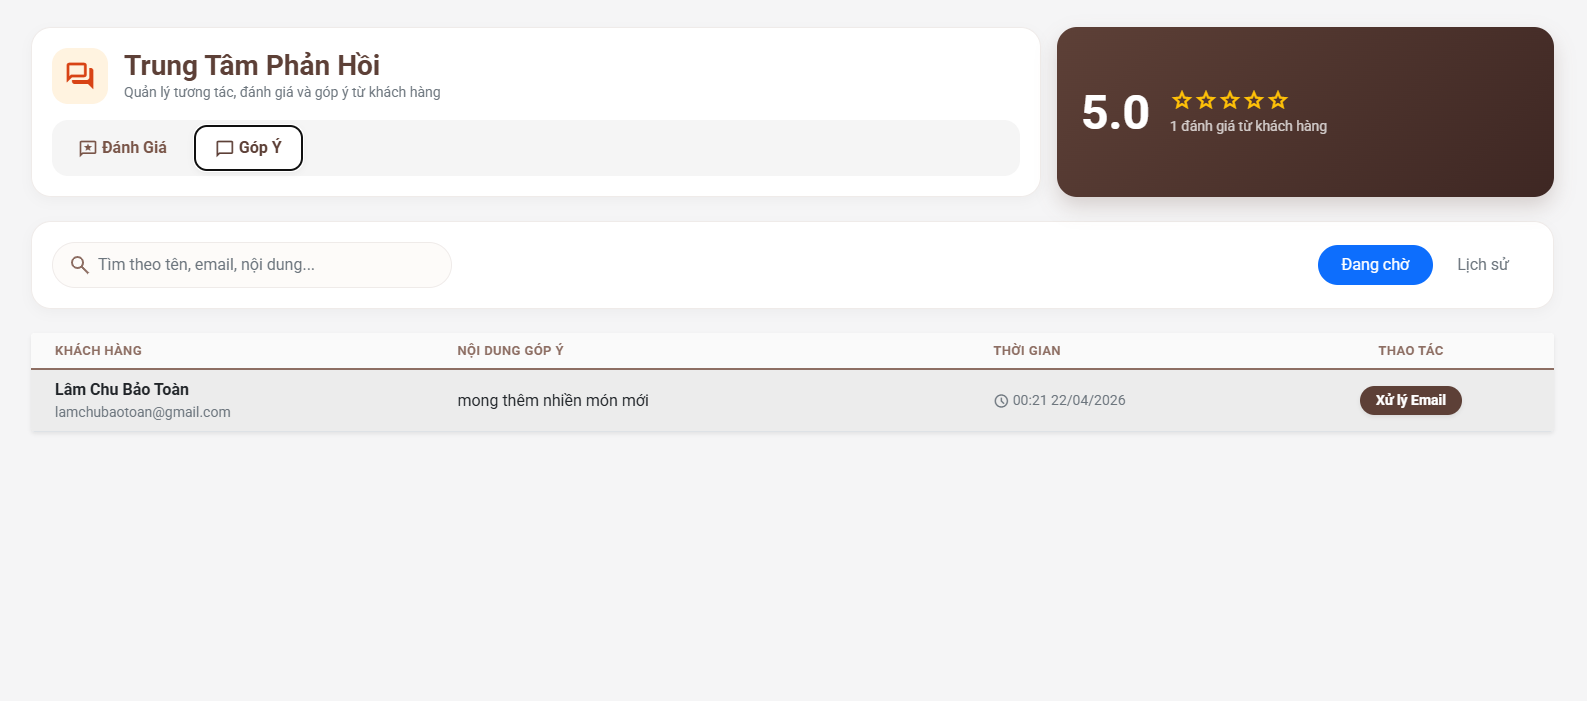 Trung Tâm Phản Hồi
Quản lý tương tác, đánh giá và góp ý từ khách hàng
Đánh Giá
Góp Ý
5.0
1 đánh giá từ khách hàng
Tìm theo tên, email, nội dung...
Đang chờ
Lịch sử
KHÁCH HÀNG
NỘI DUNG GÓP Ý
THỜI GIAN
THAO TÁC
Lâm Chu Bảo Toàn
lamchubaotoan@gmail.com
mong thêm nhiền món mới
00:21 22/04/2026
Xử lý Email